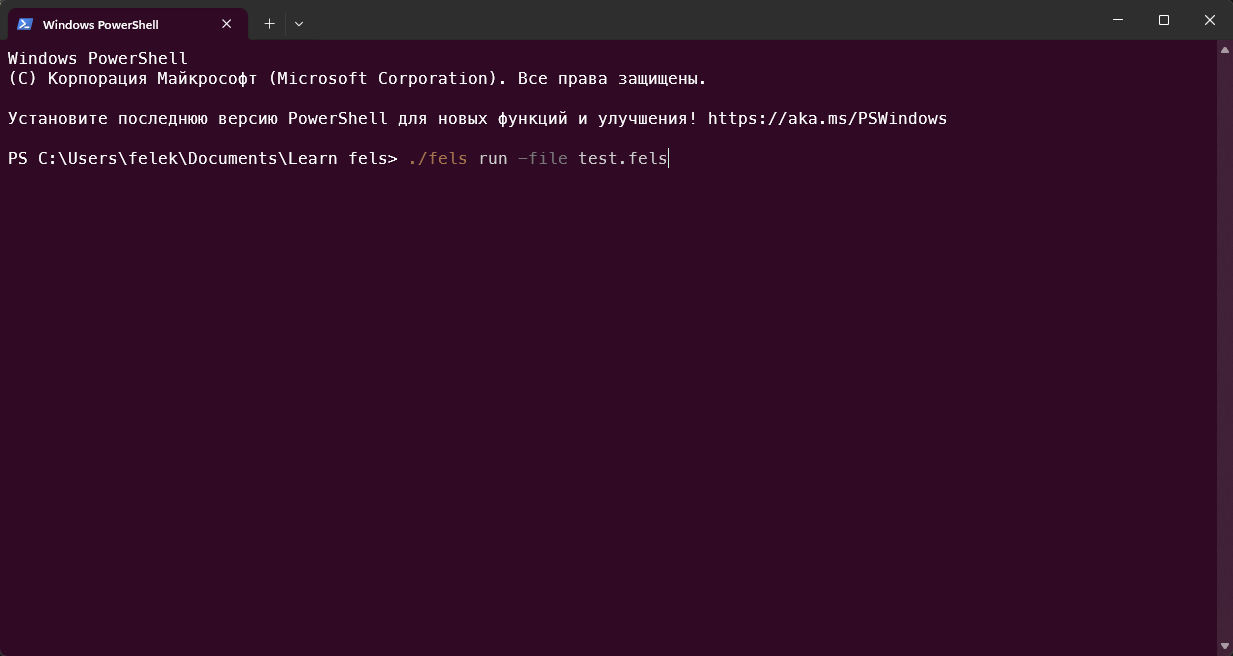 Windows PowerShell
Windows PowerShell
(C) Корпорация Майкрософт (Microsoft Corporation). Все права защищены.
Установите последнюю версию PowerShell для новых функций и улучшения! https://aka.ms/PSWindows
PS C:\Users\felek\Documents\Learn fels> ./fels run -file test.fels